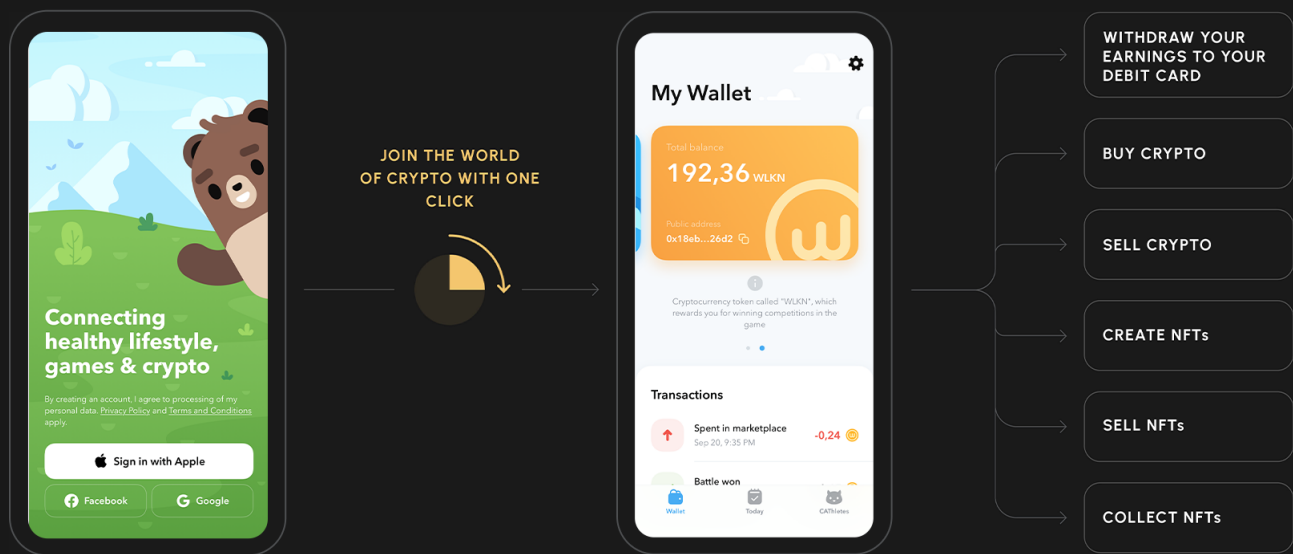 Connecting
healthy lifestyle,
games & crypto
By creating an account, I agree to processing of my
personal data. Privacy Policy and Terms and Conditions
apply.
Sign in with Apple
Facebook
Google
JOIN THE WORLD
OF CRYPTO WITH ONE
CLICK
My Wallet
Total balance
192,36 WLKN
Public address
0x18eb...26d2
Cryptocurrency token called "WLKN", which
rewards you for winning competitions in the
game
Transactions
Spent in marketplace
-0,24
Sep 20, 9:35 PM
Battle won
Wallet
Today
CAThletes
WITHDRAW YOUR
EARNINGS TO YOUR
DEBIT CARD
BUY CRYPTO
SELL CRYPTO
CREATE NFTs
SELL NFTs
COLLECT NFTs